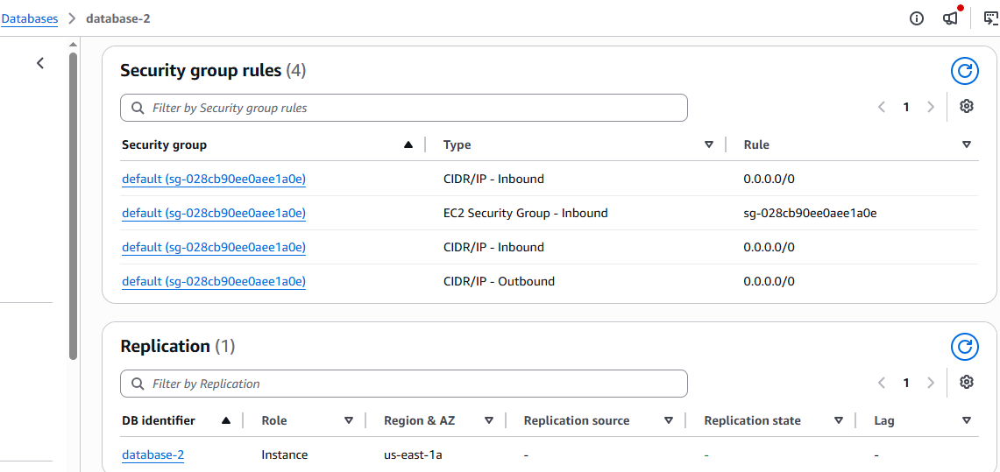 Databases > database-2
Security group rules (4)
Filter by Security group rules
1
Security group Type Rule
default (sg-028cb90ee0aee1a0e) CIDR/IP - Inbound 0.0.0.0/0
default (sg-028cb90ee0aee1a0e) EC2 Security Group - Inbound sg-028cb90ee0aee1a0e
default (sg-028cb90ee0aee1a0e) CIDR/IP - Inbound 0.0.0.0/0
default (sg-028cb90ee0aee1a0e) CIDR/IP - Outbound 0.0.0.0/0
Replication (1)
Filter by Replication
1
DB identifier Role Region & AZ Replication source Replication state Lag
database-2 Instance us-east-1a - - -